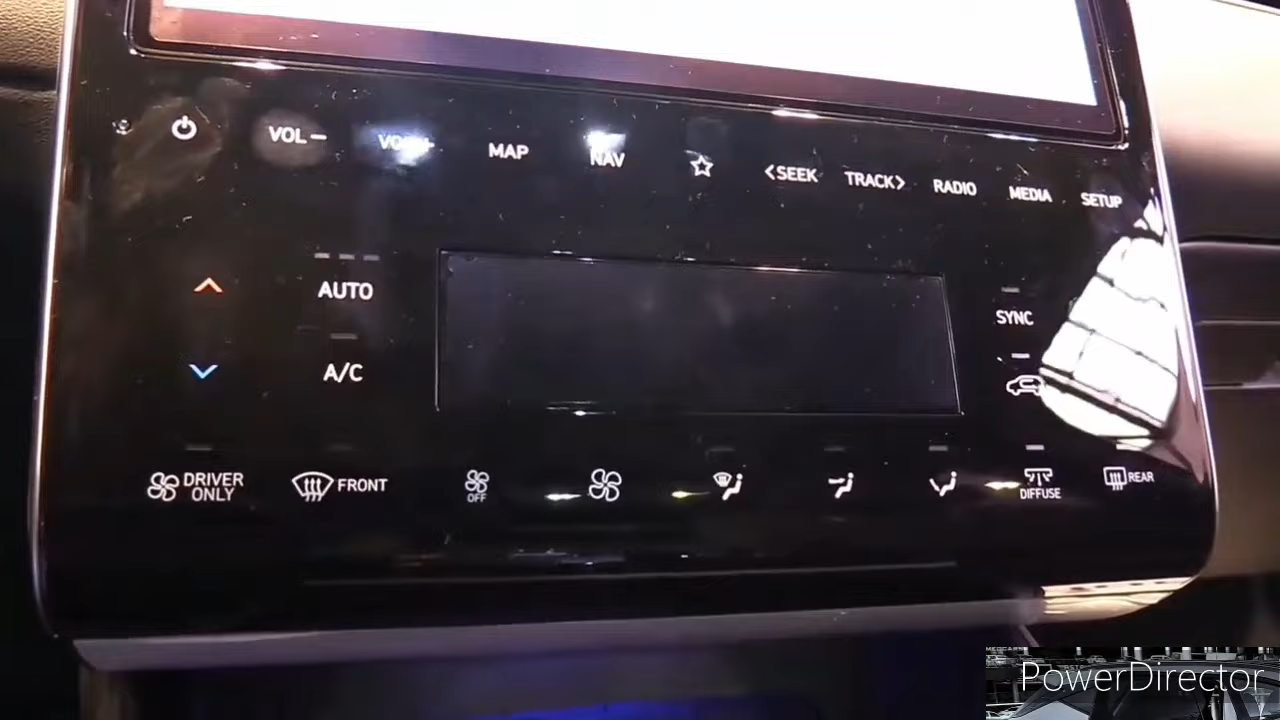 VOL −
VOL +
MAP
NAV
<SEEK
TRACK>
RADIO
MEDIA
SETUP
AUTO
SYNC
A/C
DRIVER
ONLY
FRONT
OFF
DIFFUSE
REAR
PowerDirector